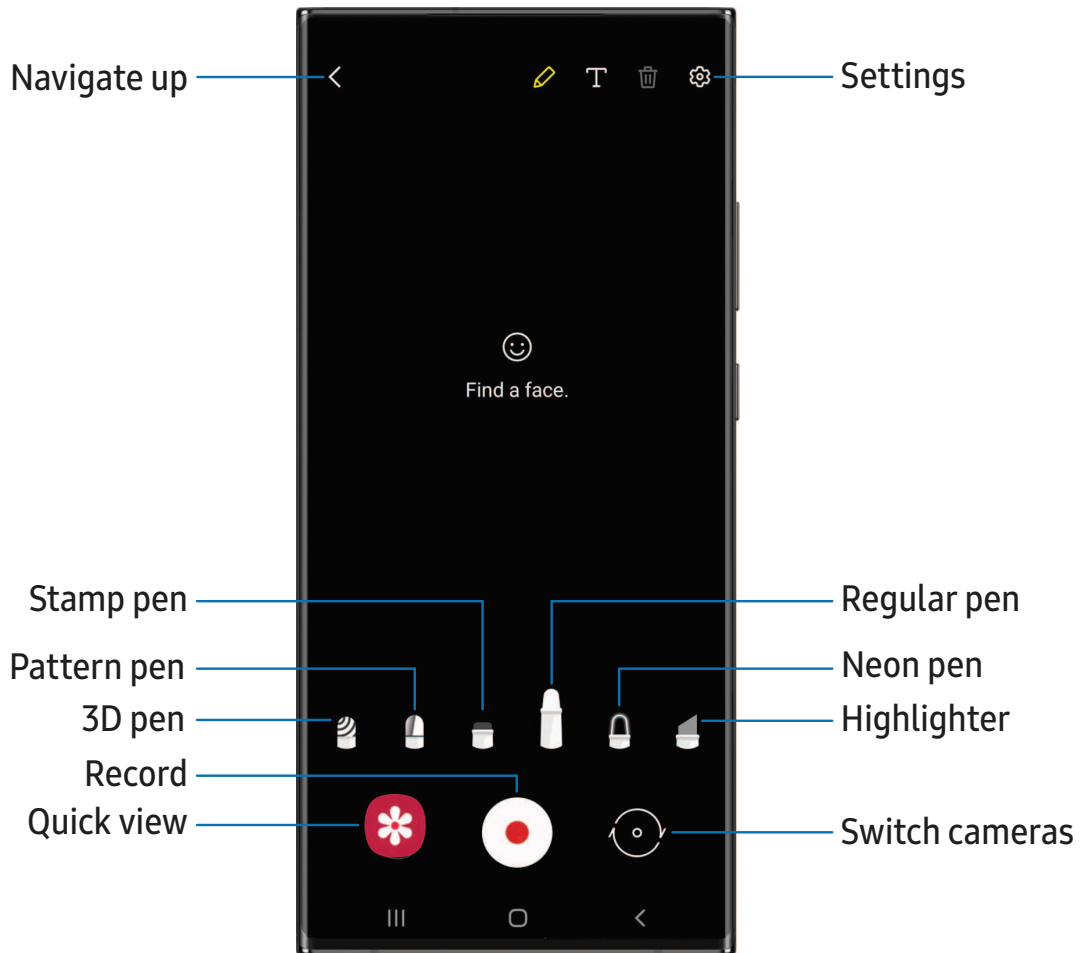 Navigate up
T
Settings
Find a face.
Stamp pen
Regular pen
Pattern pen
Neon pen
3D pen
Highlighter
Record
Quick view
Switch cameras